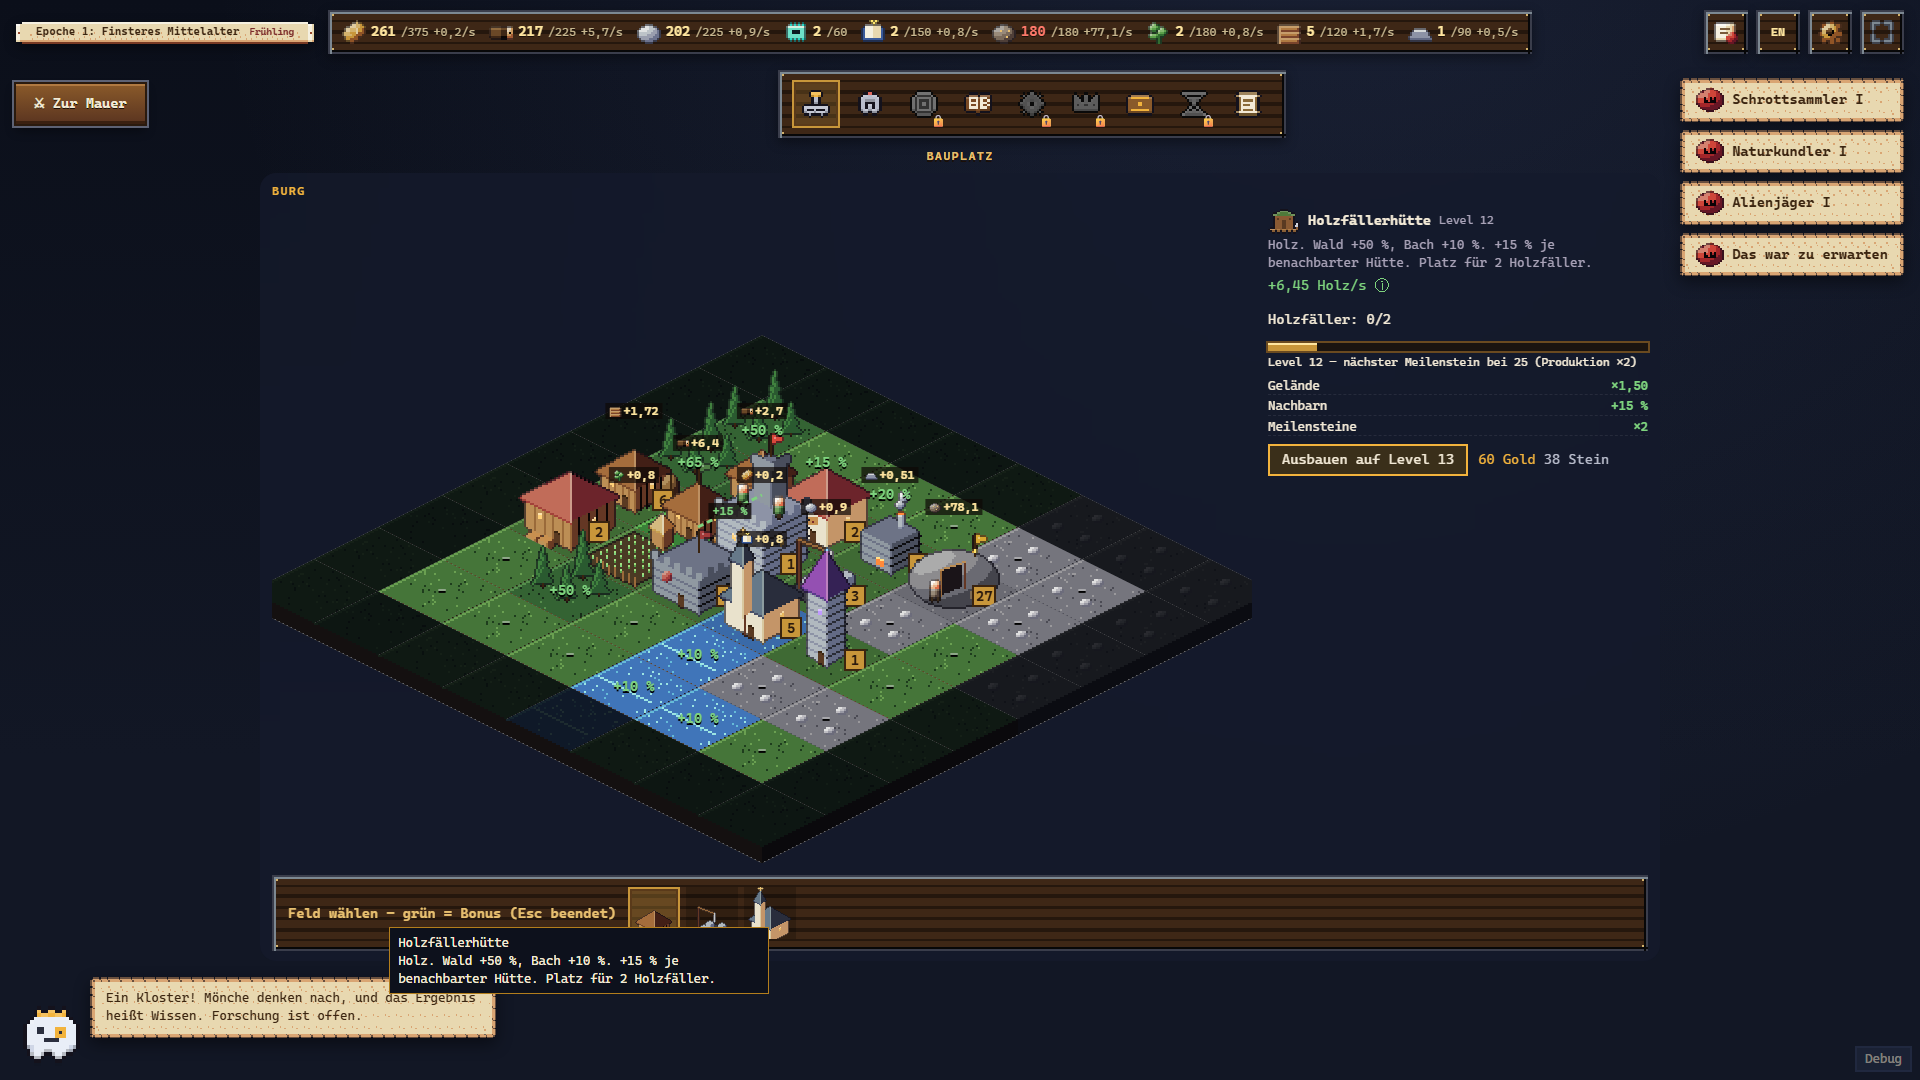 Epoche 1: Finsteres Mittelalter Frühling
261 /375 +0,2/s 217 /225 +5,7/s 202 /225 +0,9/s 2 /60 2 /150 +0,8/s 180 /180 +77,1/s 2 /180 +0,8/s 5 /120 +1,7/s 1 /90 +0,5/s
EN
Zur Mauer
BAUPLATZ
Schrottsammler I
Naturkundler I
Alienjäger I
Das war zu erwarten
BURG
Holzfällerhütte Level 12
Holz. Wald +50 %, Bach +10 %. +15 % je
benachbarter Hütte. Platz für 2 Holzfäller.
+6,45 Holz/s
Holzfäller: 0/2
Level 12 – nächster Meilenstein bei 25 (Produktion ×2)
Gelände ×1,50
Nachbarn +15 %
Meilensteine ×2
Ausbauen auf Level 13 60 Gold 38 Stein
+1,72
+2,7
+50 %
+6,4
+65 %
+15 %
+0,8
+0,2
+0,51
+20 %
+15 %
+0,9
+78,1
2
2
+0,8
1
+50 %
3
27
5
+10 %
1
+10 %
+10 %
Feld wählen – grün = Bonus (Esc beendet)
Holzfällerhütte
Holz. Wald +50 %, Bach +10 %. +15 % je
benachbarter Hütte. Platz für 2 Holzfäller.
Ein Kloster! Mönche denken nach, und das Ergebnis
heißt Wissen. Forschung ist offen.
Debug